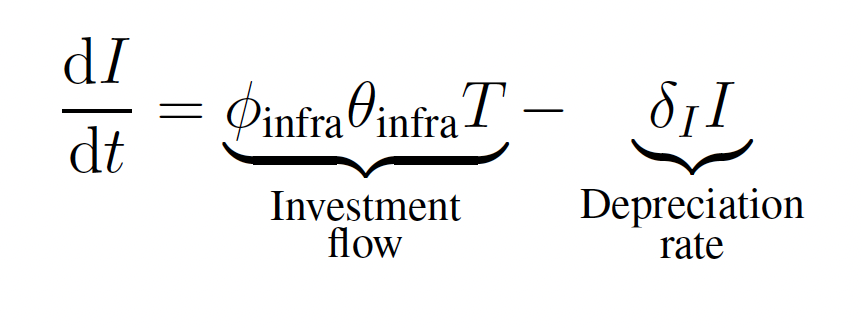 dI/dt = ϕ_infra θ_infra T − δ_I I
Investment Depreciation
flow rate